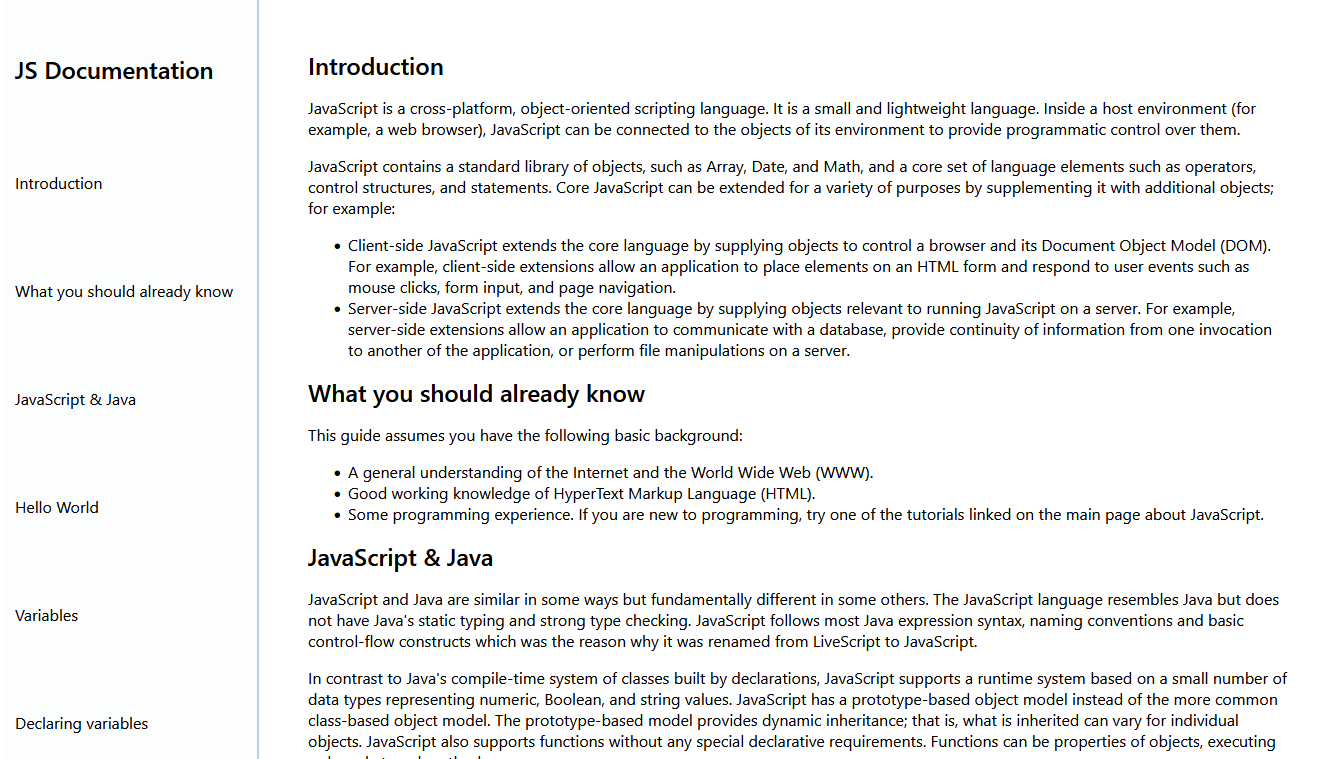 JS Documentation
Introduction
What you should already know
JavaScript & Java
Hello World
Variables
Declaring variables
Introduction
JavaScript is a cross-platform, object-oriented scripting language. It is a small and lightweight language. Inside a host environment (for
example, a web browser), JavaScript can be connected to the objects of its environment to provide programmatic control over them.
JavaScript contains a standard library of objects, such as Array, Date, and Math, and a core set of language elements such as operators,
control structures, and statements. Core JavaScript can be extended for a variety of purposes by supplementing it with additional objects;
for example:
• Client-side JavaScript extends the core language by supplying objects to control a browser and its Document Object Model (DOM).
For example, client-side extensions allow an application to place elements on an HTML form and respond to user events such as
mouse clicks, form input, and page navigation.
• Server-side JavaScript extends the core language by supplying objects relevant to running JavaScript on a server. For example,
server-side extensions allow an application to communicate with a database, provide continuity of information from one invocation
to another of the application, or perform file manipulations on a server.
What you should already know
This guide assumes you have the following basic background:
• A general understanding of the Internet and the World Wide Web (WWW).
• Good working knowledge of HyperText Markup Language (HTML).
• Some programming experience. If you are new to programming, try one of the tutorials linked on the main page about JavaScript.
JavaScript & Java
JavaScript and Java are similar in some ways but fundamentally different in some others. The JavaScript language resembles Java but does
not have Java's static typing and strong type checking. JavaScript follows most Java expression syntax, naming conventions and basic
control-flow constructs which was the reason why it was renamed from LiveScript to JavaScript.
In contrast to Java's compile-time system of classes built by declarations, JavaScript supports a runtime system based on a small number of
data types representing numeric, Boolean, and string values. JavaScript has a prototype-based object model instead of the more common
class-based object model. The prototype-based model provides dynamic inheritance; that is, what is inherited can vary for individual
objects. JavaScript also supports functions without any special declarative requirements. Functions can be properties of objects, executing